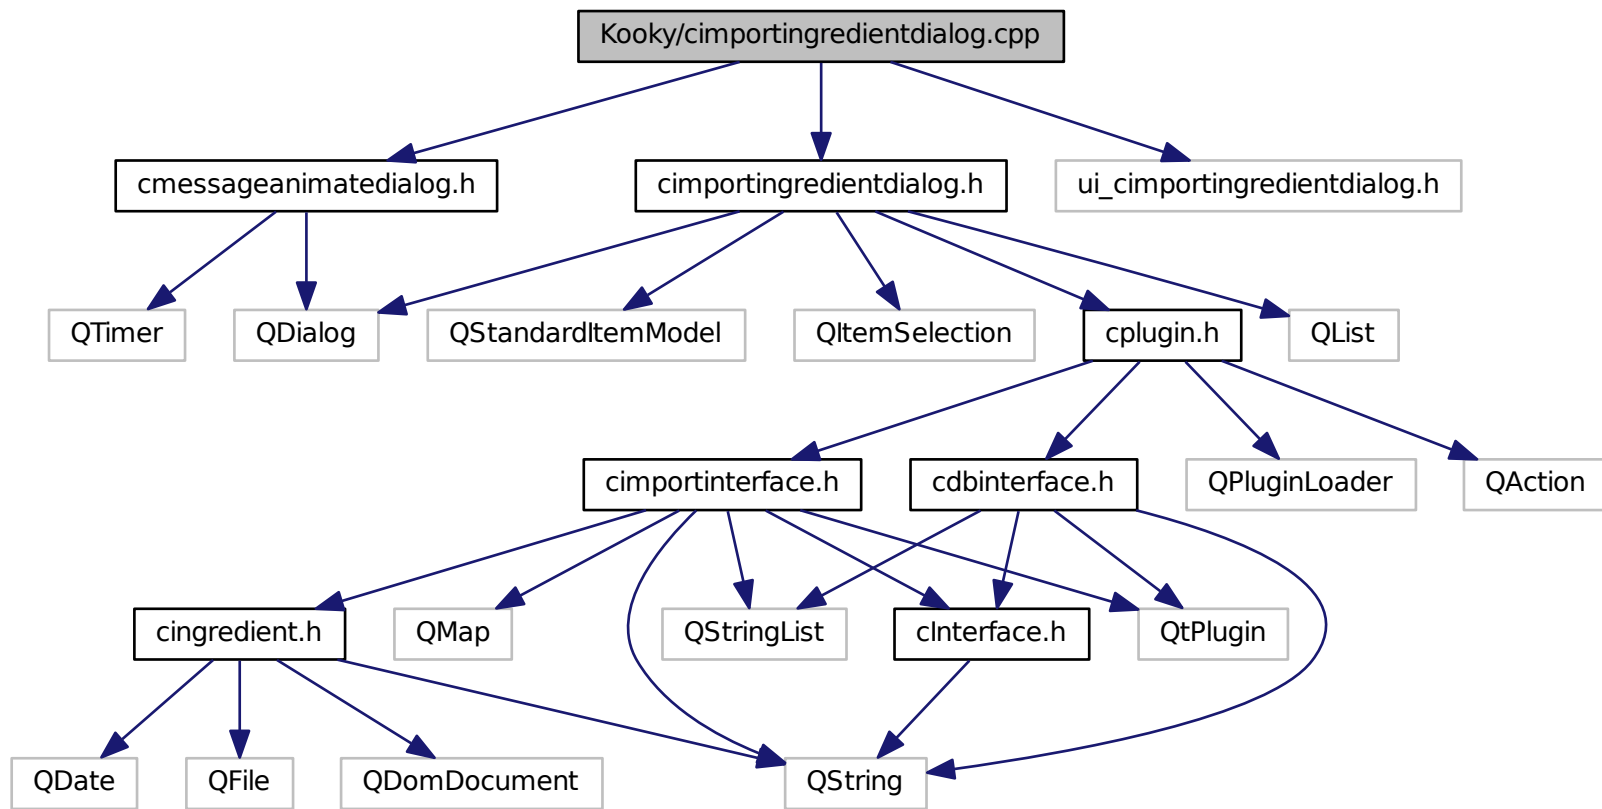 Kooky/cimportingredientdialog.cpp
cmessageanimatedialog.h
cimportingredientdialog.h
ui_cimportingredientdialog.h
QTimer
QDialog
QStandardItemModel
QItemSelection
cplugin.h
QList
cimportinterface.h
cdbinterface.h
QPluginLoader
QAction
cingredient.h
QMap
QStringList
cInterface.h
QtPlugin
QDate
QFile
QDomDocument
QString